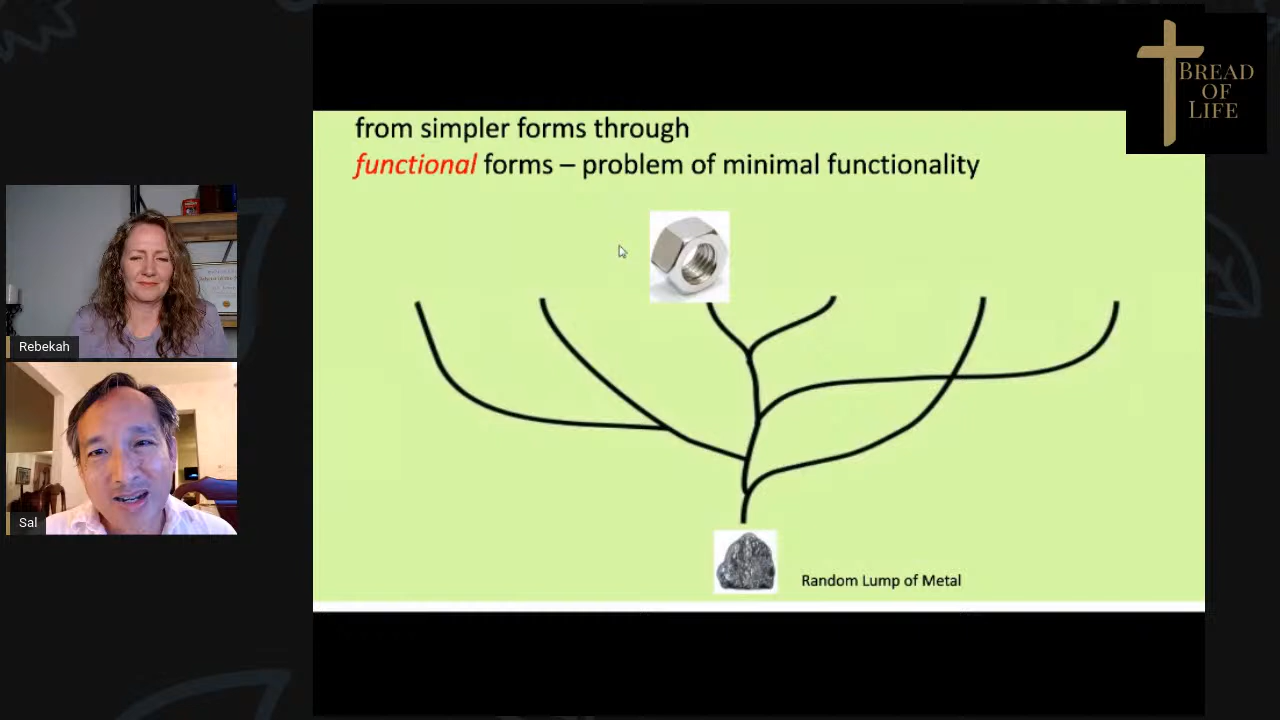 from simpler forms through
functional forms – problem of minimal functionality
Random Lump of Metal
BREAD
OF
LIFE
Rebekah
Sal